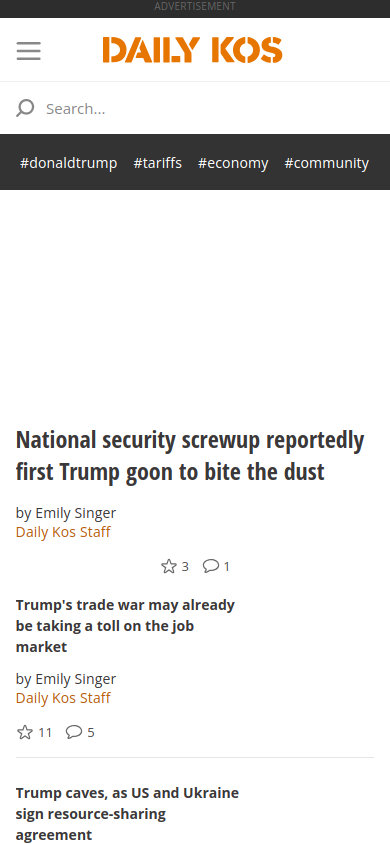 ADVERTISEMENT
DAILY KOS
Search...
#donaldtrump #tariffs #economy #community
National security screwup reportedly
first Trump goon to bite the dust
by Emily Singer
Daily Kos Staff
3 1
Trump's trade war may already
be taking a toll on the job
market
by Emily Singer
Daily Kos Staff
11 5
Trump caves, as US and Ukraine
sign resource-sharing
agreement